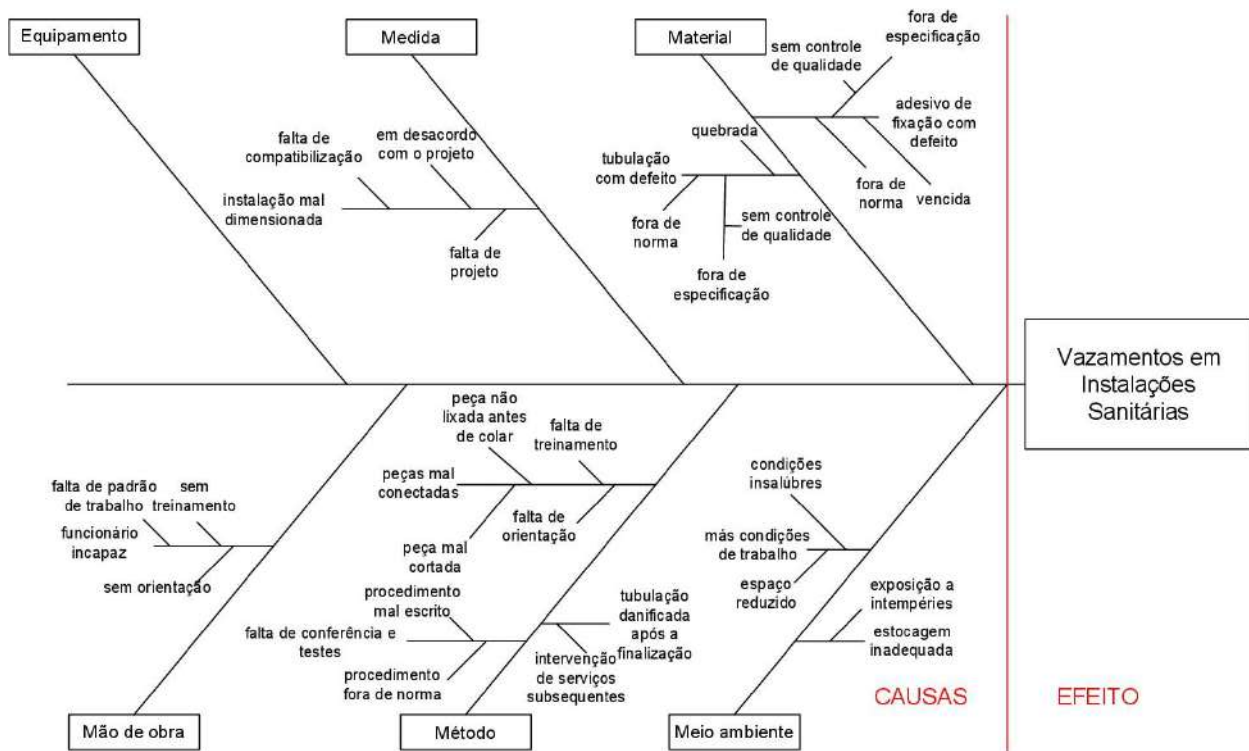 Equipamento
Medida
Material
fora de
especificação
sem controle
de qualidade
adesivo de
fixação com
defeito
fora de
norma
vencida
quebrada
tubulação
com defeito
fora de
norma
sem controle
de qualidade
fora de
especificação
falta de
compatibilização
em desacordo
com o projeto
instalação mal
dimensionada
falta de
projeto
Vazamentos em
Instalações
Sanitárias
peça não
lixada antes
de colar
falta de
treinamento
peças mal
conectadas
falta de
orientação
peça mal
cortada
falta de padrão
de trabalho
sem
treinamento
funcionário
incapaz
sem orientação
procedimento
mal escrito
falta de conferência e
testes
procedimento
fora de norma
tubulação
danificada
após a
finalização
intervenção
de serviços
subsequentes
condições
insalúbres
más condições
de trabalho
espaço
reduzido
exposição a
intempéries
estocagem
inadequada
CAUSAS
EFEITO
Mão de obra
Método
Meio ambiente